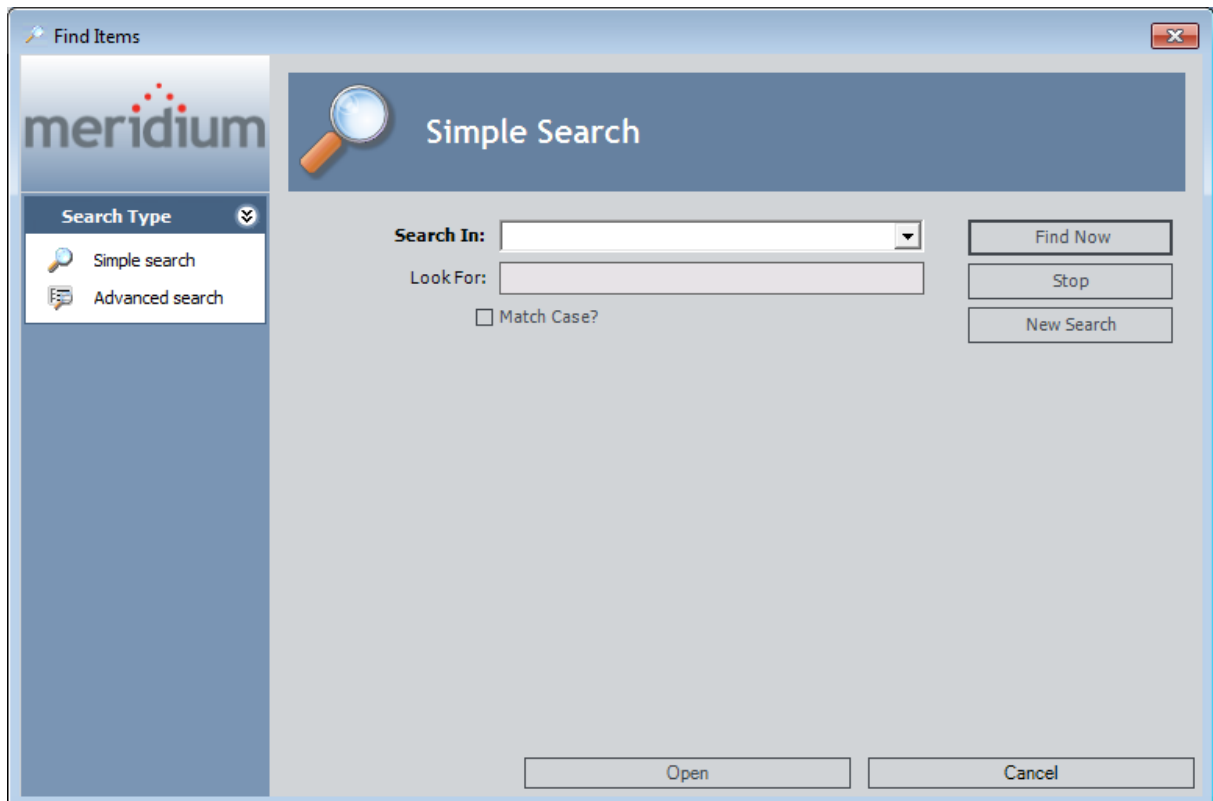 Find Items
meridium
Simple Search
Search Type
Simple search
Advanced search
Search In:
Find Now
Look For:
Stop
Match Case?
New Search
Open
Cancel